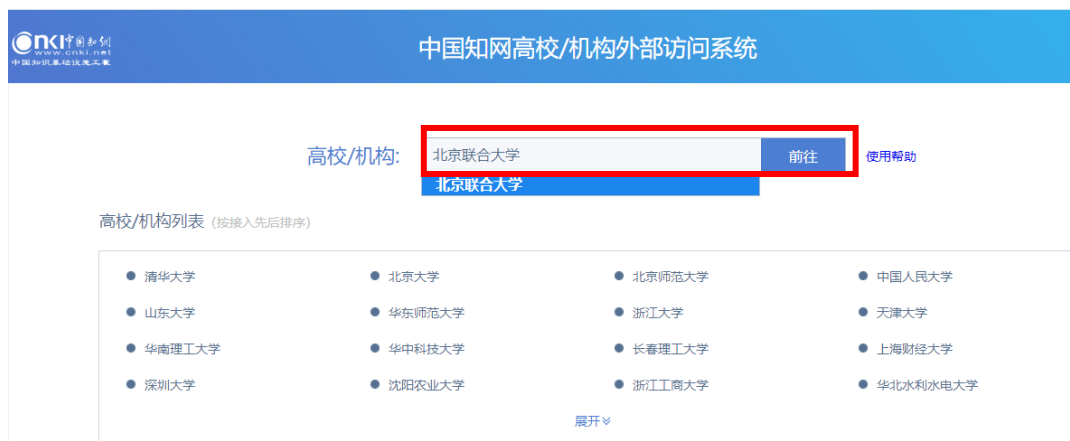 cnki 中国知网
www.cnki.net
中国知识基础设施工程
中国知网高校/机构外部访问系统
高校/机构: 北京联合大学 前往 使用帮助
北京联合大学
高校/机构列表 (按接入先后排序)
清华大学 北京大学 北京师范大学 中国人民大学
山东大学 华东师范大学 浙江大学 天津大学
华南理工大学 华中科技大学 长春理工大学 上海财经大学
深圳大学 沈阳农业大学 浙江工商大学 华北水利水电大学
展开